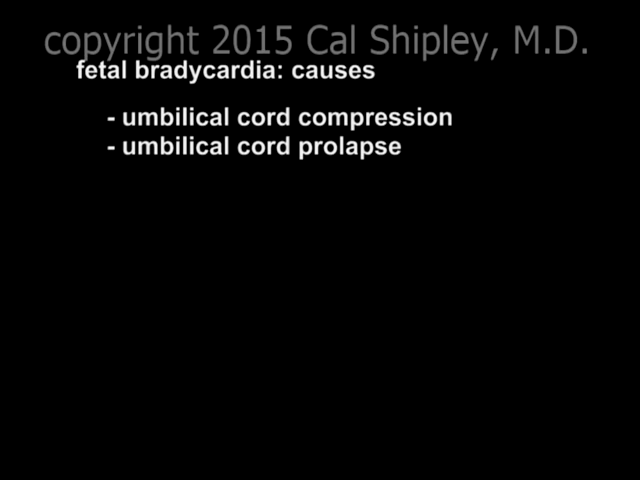 copyright 2015 Cal Shipley, M.D.
fetal bradycardia: causes
- umbilical cord compression
- umbilical cord prolapse